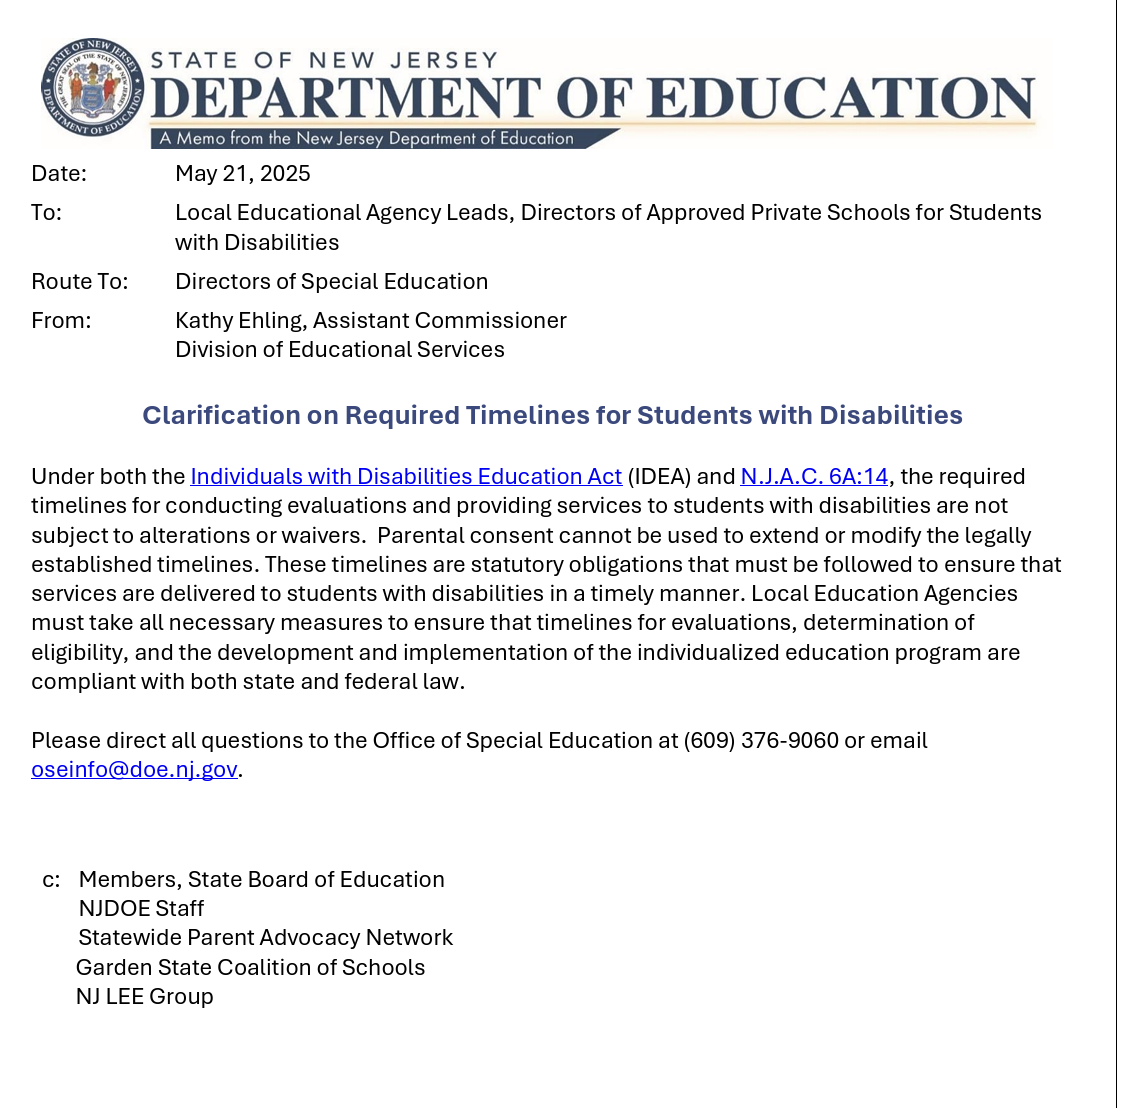 STATE OF NEW JERSEY
DEPARTMENT OF EDUCATION
A Memo from the New Jersey Department of Education
Date: May 21, 2025
To: Local Educational Agency Leads, Directors of Approved Private Schools for Students
with Disabilities
Route To: Directors of Special Education
From: Kathy Ehling, Assistant Commissioner
Division of Educational Services
Clarification on Required Timelines for Students with Disabilities
Under both the Individuals with Disabilities Education Act (IDEA) and N.J.A.C. 6A:14, the required
timelines for conducting evaluations and providing services to students with disabilities are not
subject to alterations or waivers.  Parental consent cannot be used to extend or modify the legally
established timelines. These timelines are statutory obligations that must be followed to ensure that
services are delivered to students with disabilities in a timely manner. Local Education Agencies
must take all necessary measures to ensure that timelines for evaluations, determination of
eligibility, and the development and implementation of the individualized education program are
compliant with both state and federal law.
Please direct all questions to the Office of Special Education at (609) 376-9060 or email
oseinfo@doe.nj.gov.
c: Members, State Board of Education
NJDOE Staff
Statewide Parent Advocacy Network
Garden State Coalition of Schools
NJ LEE Group